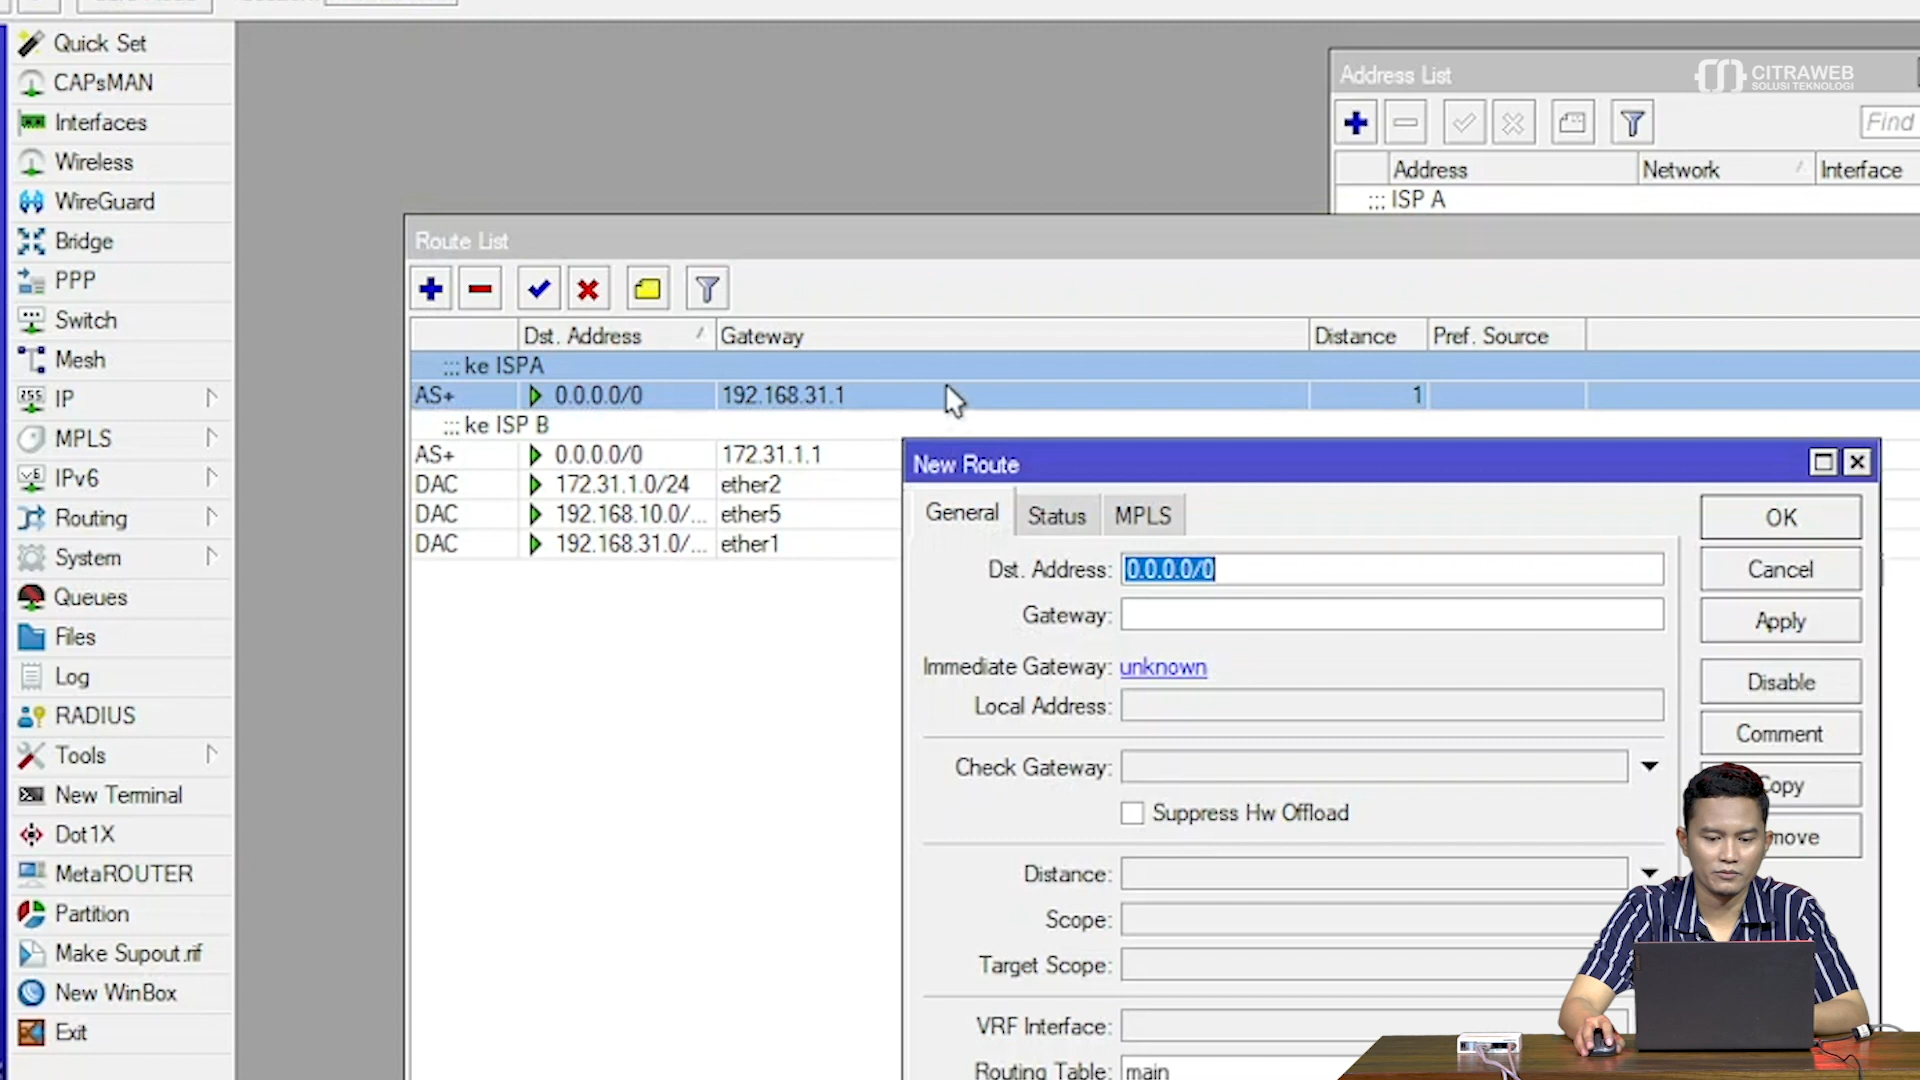 Quick Set
CAPsMAN
Interfaces
Wireless
WireGuard
Bridge
PPP
Switch
Mesh
IP
MPLS
IPv6
Routing
System
Queues
Files
Log
RADIUS
Tools
New Terminal
Dot1X
MetaROUTER
Partition
Make Supout.rif
New WinBox
Exit
Address List
CITRAWEB
SOLUSI TEKNOLOGI
Find
Address Network Interface
::: ISP A
Route List
Dst. Address Gateway Distance Pref. Source
::: ke ISPA
AS+ 0.0.0.0/0 192.168.31.1 1
::: ke ISP B
AS+ 0.0.0.0/0 172.31.1.1
DAC 172.31.1.0/24 ether2
DAC 192.168.10.0/... ether5
DAC 192.168.31.0/... ether1
New Route
General Status MPLS
Dst. Address: 0.0.0.0/0
Gateway:
Immediate Gateway: unknown
Local Address:
Check Gateway:
Suppress Hw Offload
Distance:
Scope:
Target Scope:
VRF Interface:
Routing Table: main
OK
Cancel
Apply
Disable
Comment
Copy
move